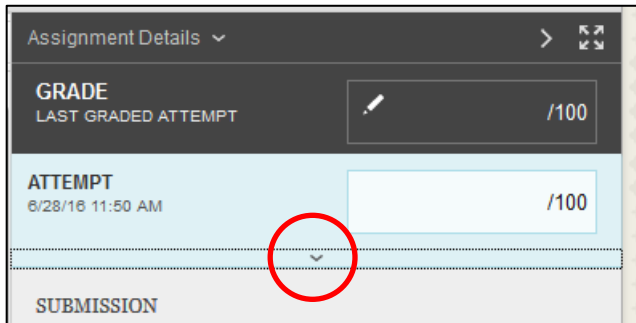 Assignment Details
GRADE
LAST GRADED ATTEMPT
/100
ATTEMPT
6/28/16 11:50 AM
/100
SUBMISSION